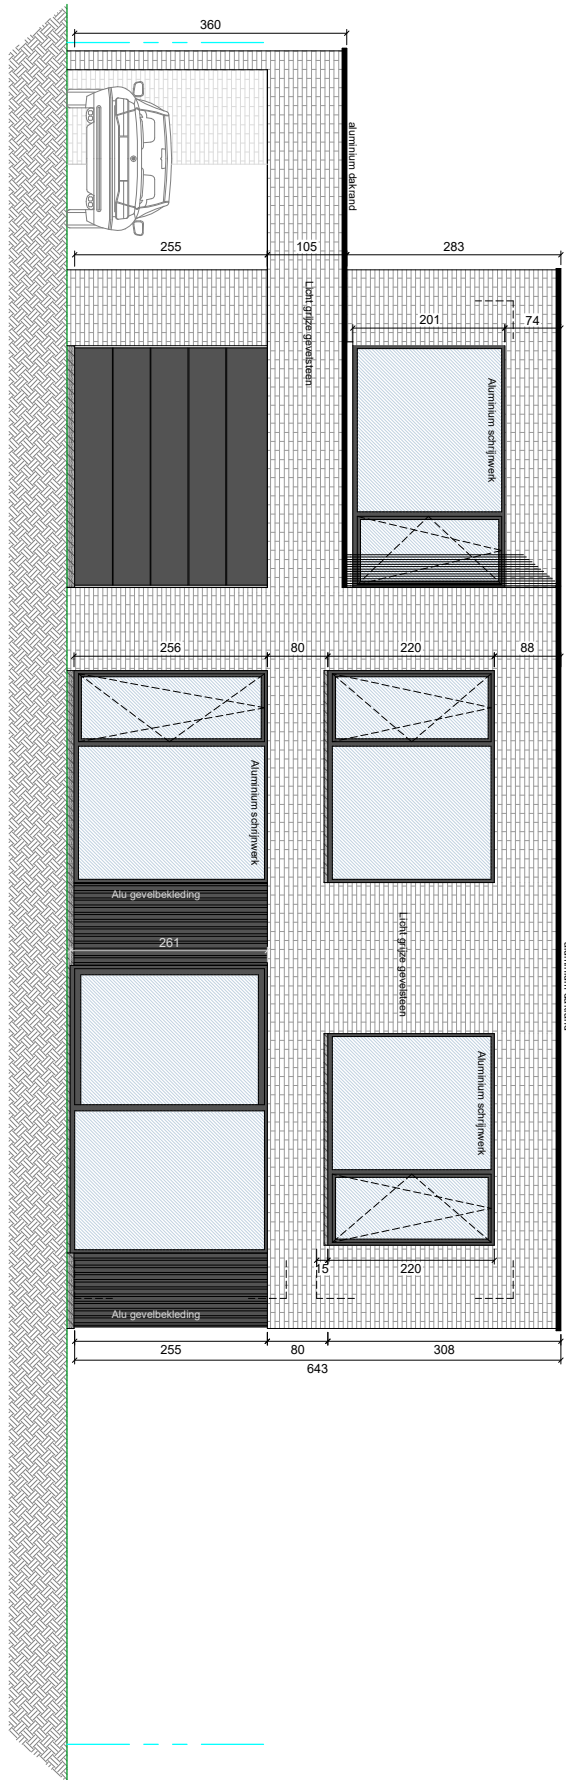 360
aluminium dakrand
255
105
283
Licht grijze gevelsteen
201
74
Aluminium schrijnwerk
256
80
220
88
Aluminium schrijnwerk
Alu gevelbekleding
261
Licht grijze gevelsteen
Aluminium schrijnwerk
15
220
Alu gevelbekleding
255
80
308
643